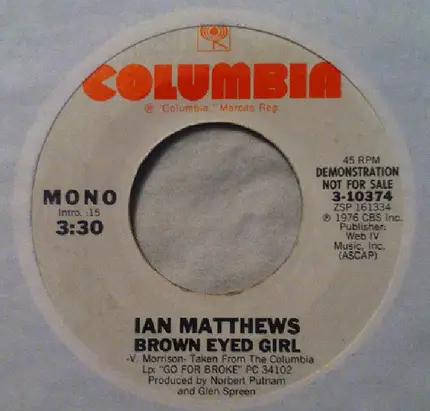 COLUMBIA
℗ "Columbia," Marcas Reg.
MONO
Intro. :15
3:30
45 RPM
DEMONSTRATION
NOT FOR SALE
3-10374
ZSP 161334
℗ 1976 CBS Inc.
Publisher:
Web IV
Music, Inc.
(ASCAP)
IAN MATTHEWS
BROWN EYED GIRL
-V. Morrison- Taken From The Columbia
Lp: "GO FOR BROKE" PC 34102
Produced by Norbert Putnam
and Glen Spreen